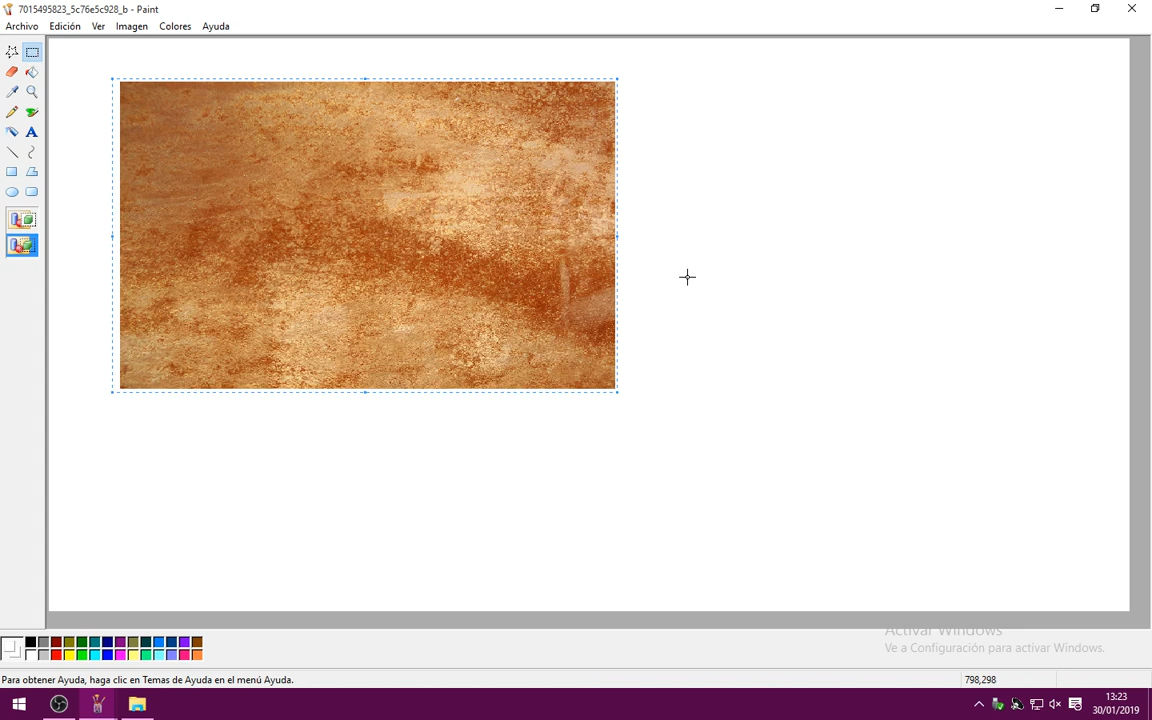 7015495823_5c76e5c928_b - Paint
Archivo Edición Ver Imagen Colores Ayuda
A
Activar Windows
Ve a Configuración para activar Windows.
Para obtener Ayuda, haga clic en Temas de Ayuda en el menú Ayuda.
798,298
13:23
30/01/2019